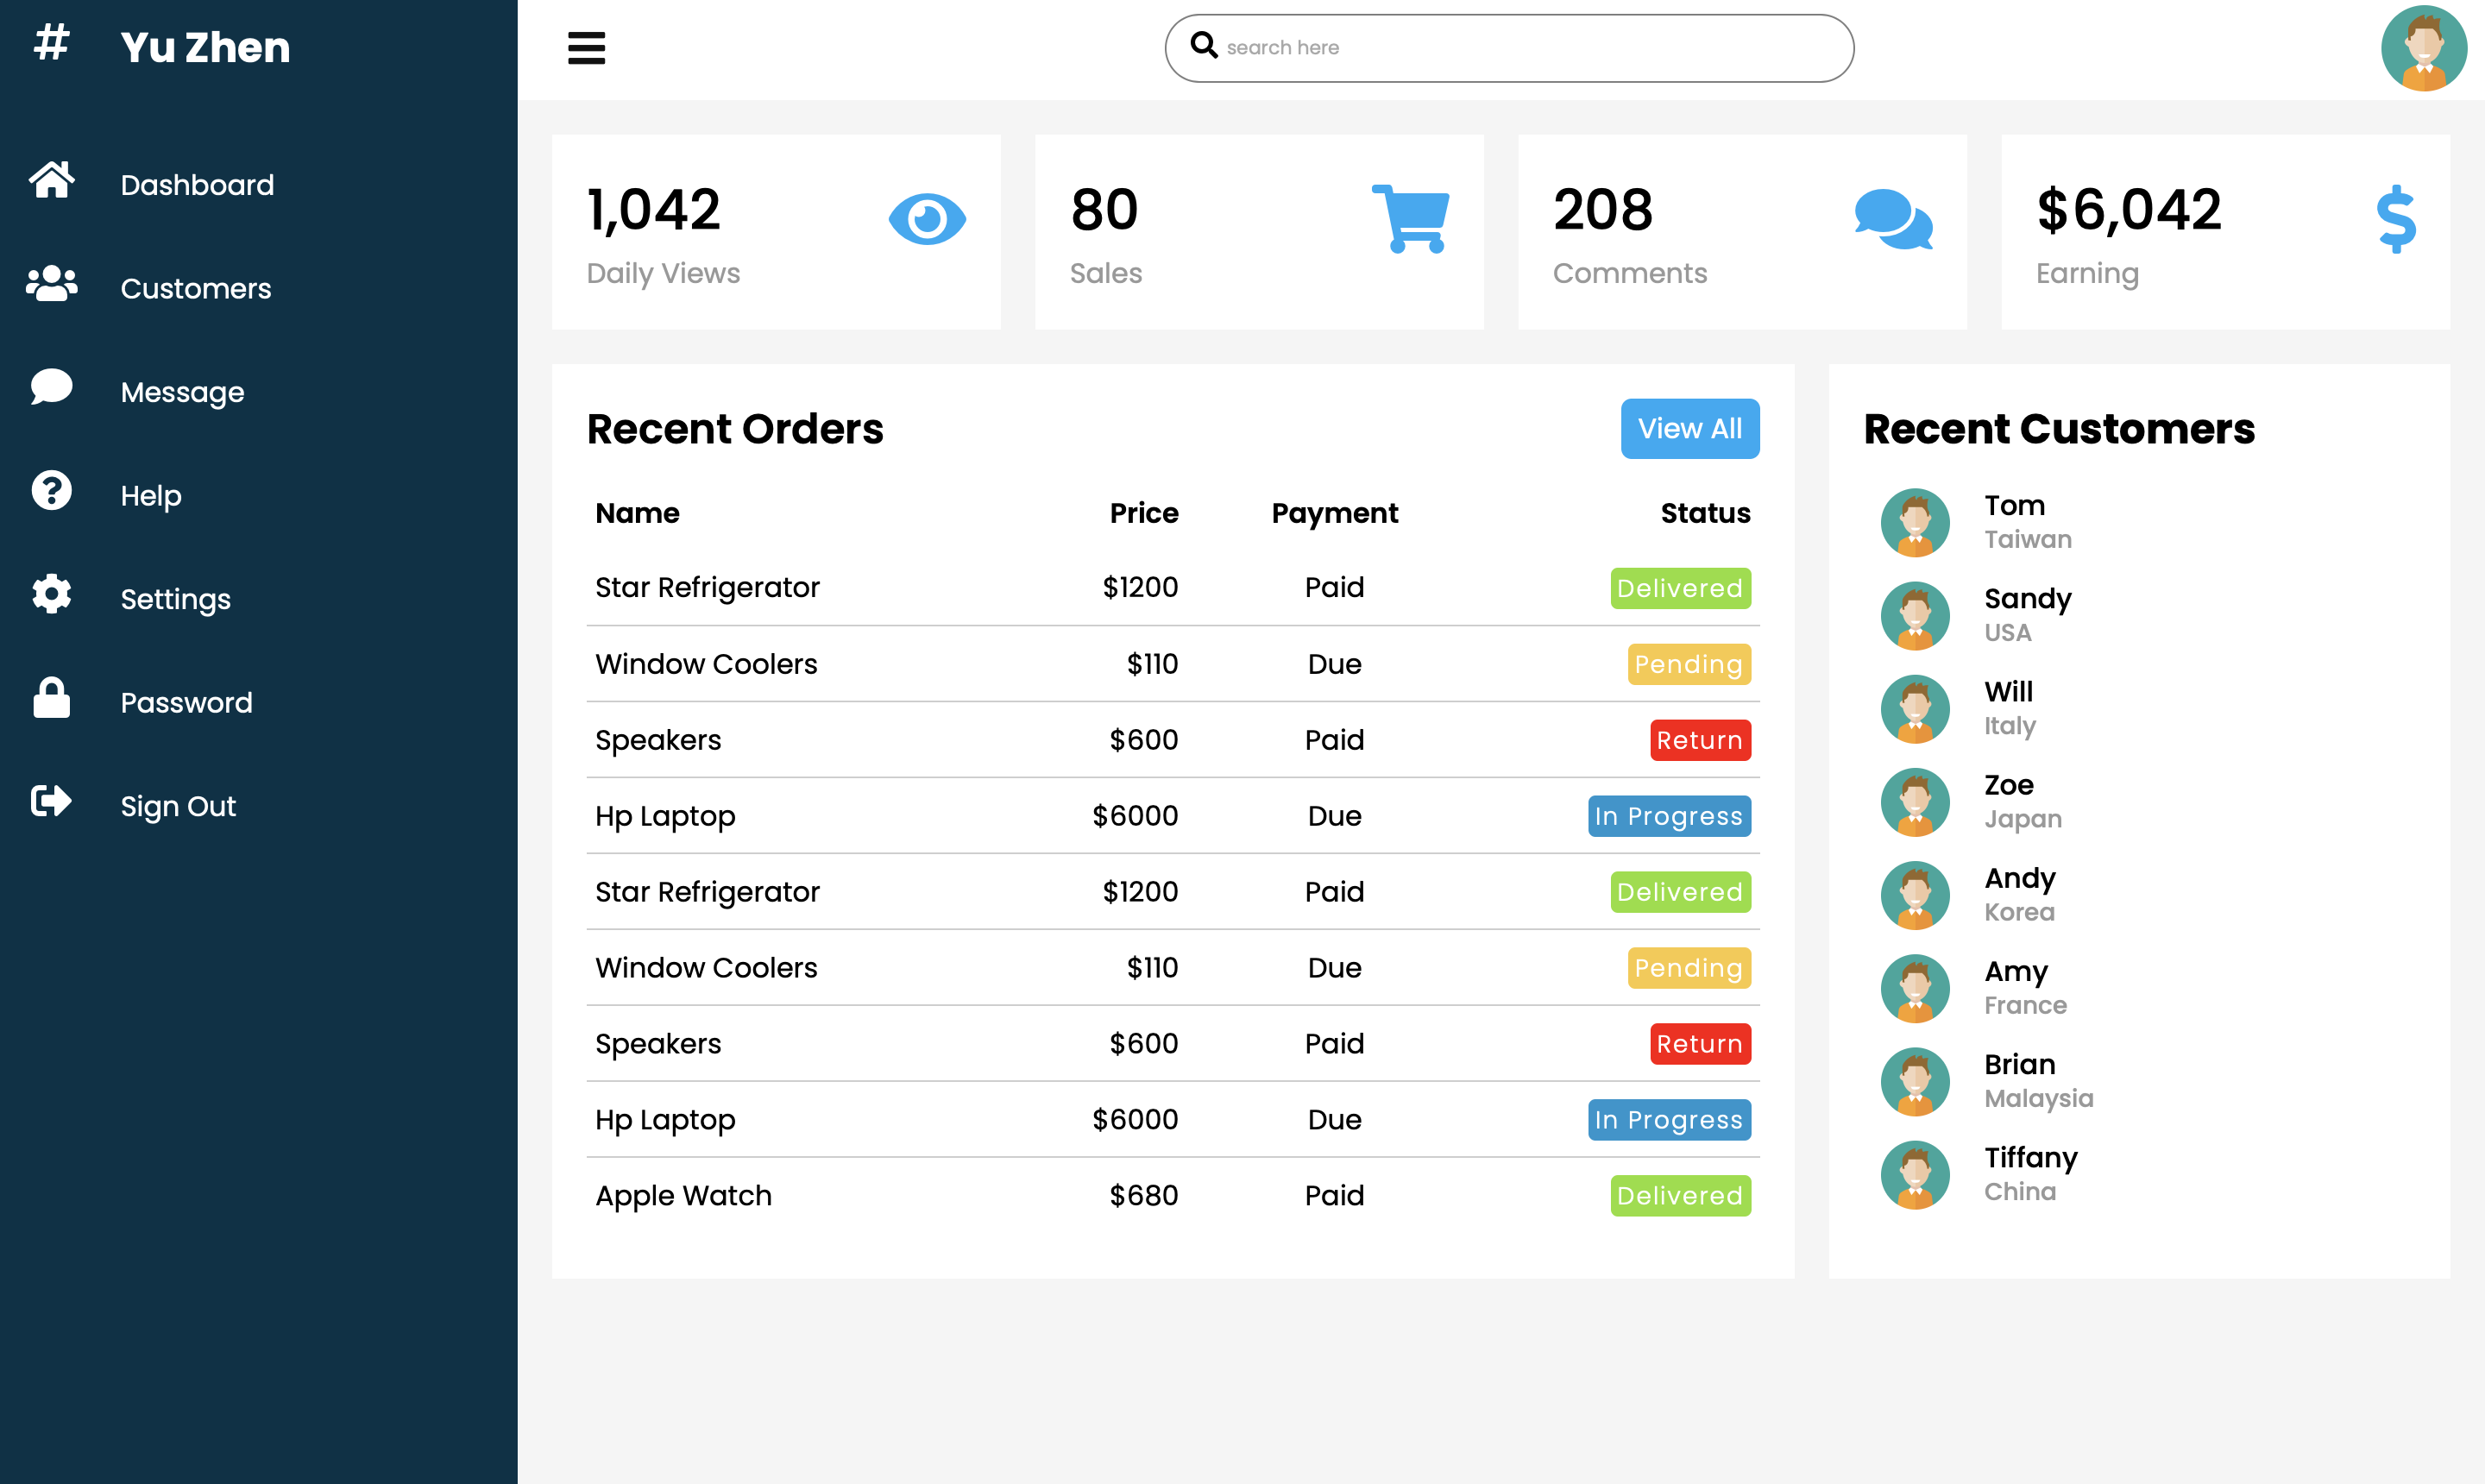 # Yu Zhen
Dashboard
Customers
Message
Help
Settings
Password
Sign Out
search here
1,042
Daily Views
80
Sales
208
Comments
$6,042
Earning
Recent Orders
View All
Name Price Payment Status
Star Refrigerator $1200 Paid Delivered
Window Coolers $110 Due Pending
Speakers $600 Paid Return
Hp Laptop $6000 Due In Progress
Star Refrigerator $1200 Paid Delivered
Window Coolers $110 Due Pending
Speakers $600 Paid Return
Hp Laptop $6000 Due In Progress
Apple Watch $680 Paid Delivered
Recent Customers
Tom
Taiwan
Sandy
USA
Will
Italy
Zoe
Japan
Andy
Korea
Amy
France
Brian
Malaysia
Tiffany
China